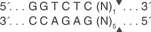 5´... GGTCTC(N)1 ... 3´
3´... CCAGAG(N)5 ... 5´